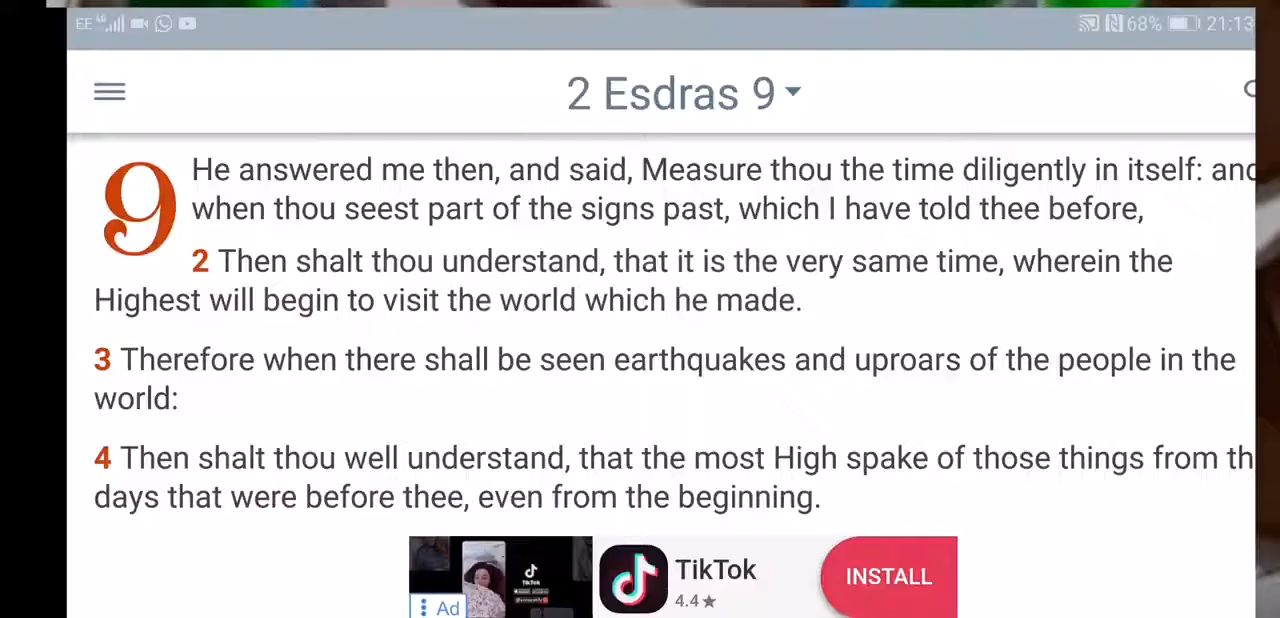 EE 4G 68% 21:13
2 Esdras 9
9 He answered me then, and said, Measure thou the time diligently in itself: and
when thou seest part of the signs past, which I have told thee before,
2 Then shalt thou understand, that it is the very same time, wherein the
Highest will begin to visit the world which he made.
3 Therefore when there shall be seen earthquakes and uproars of the people in the
world:
4 Then shalt thou well understand, that the most High spake of those things from th
days that were before thee, even from the beginning.
TikTok
Ad
TikTok
4.4★
INSTALL